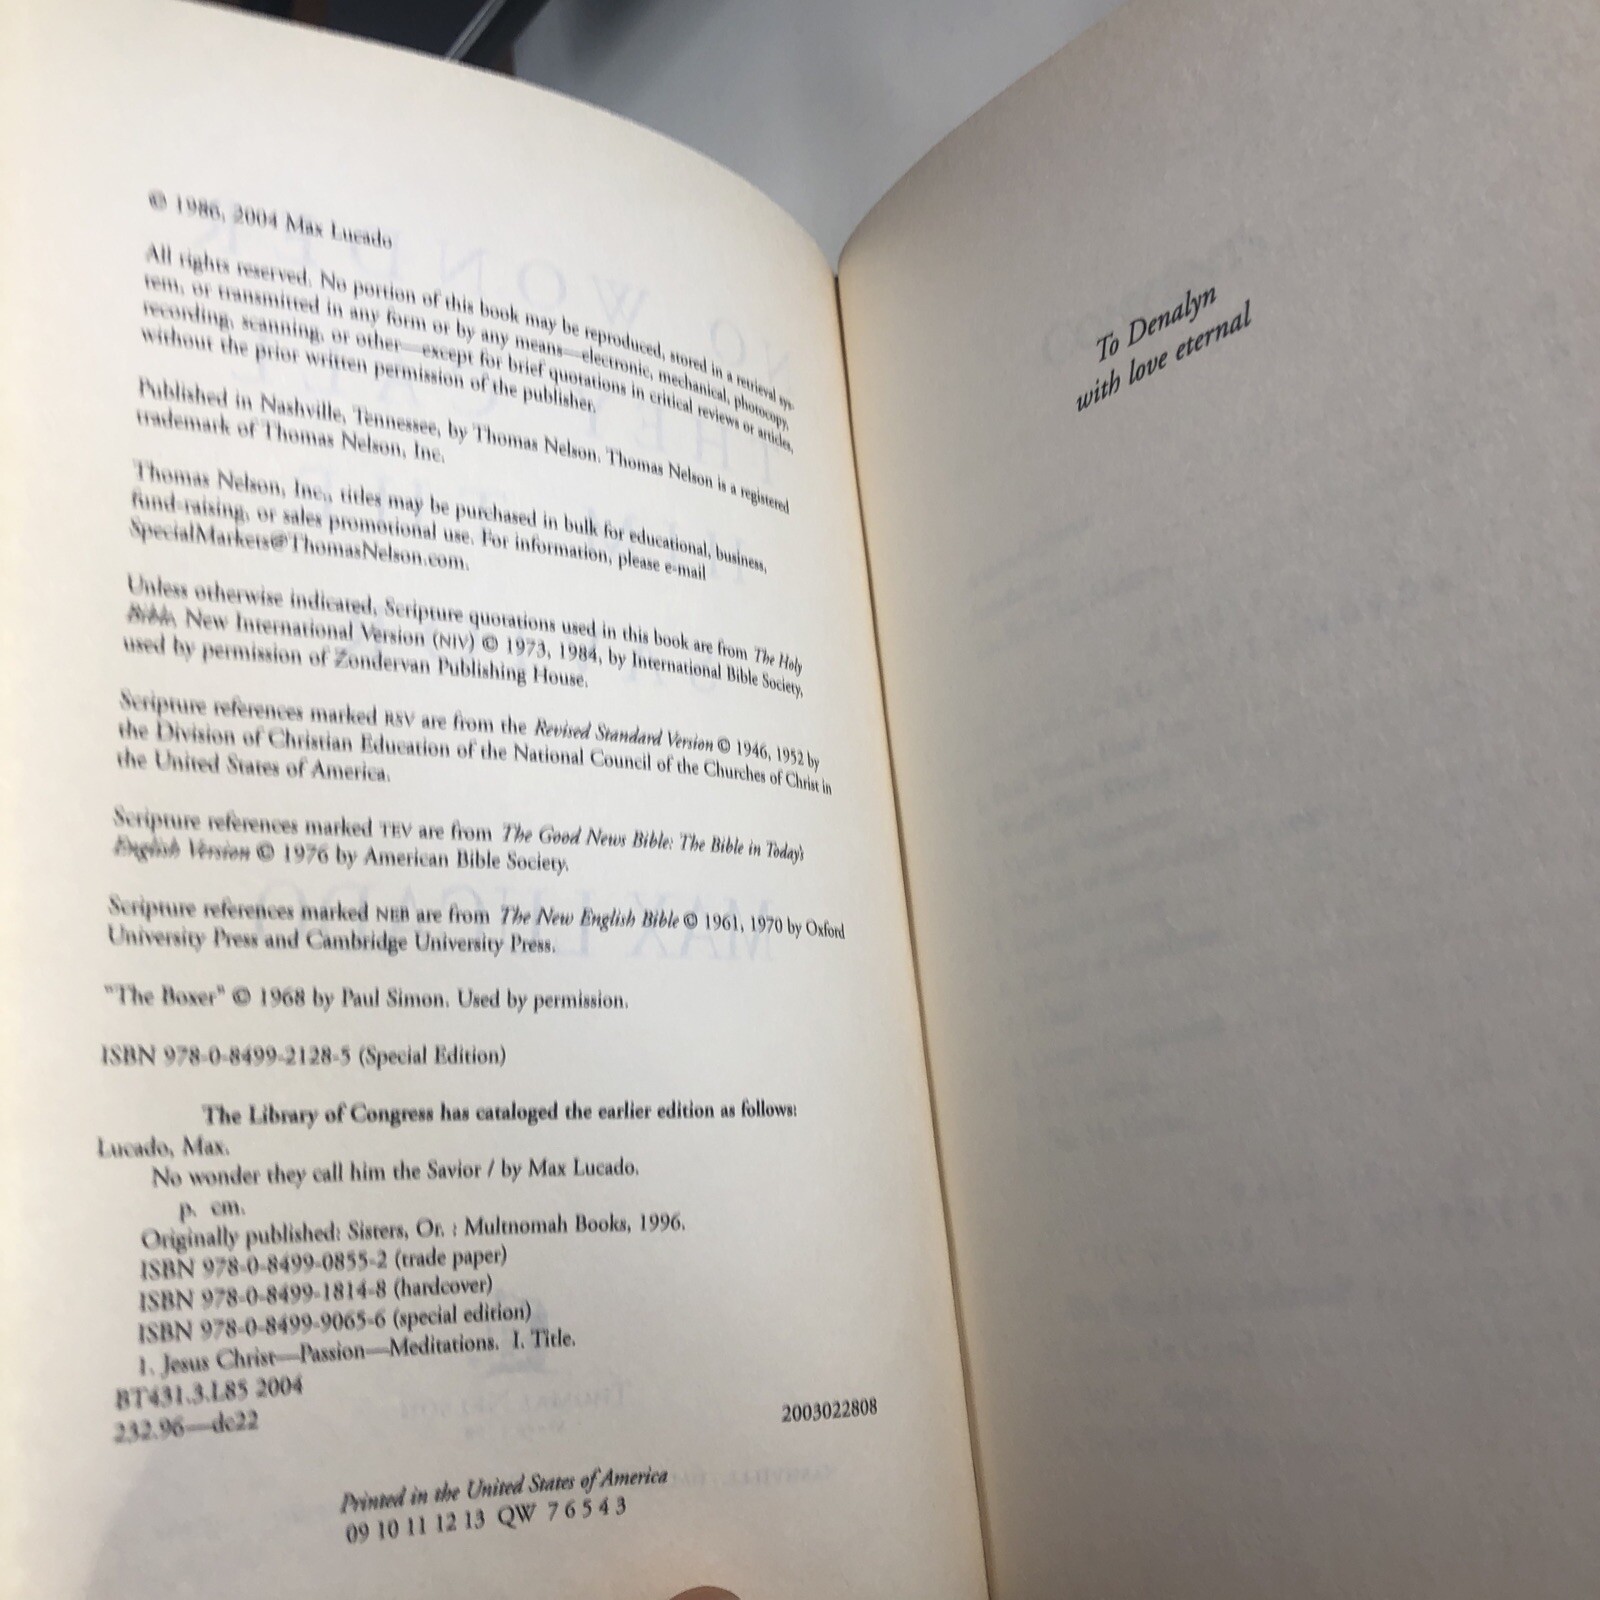 © 1986, 2004 Max Lucado
All rights reserved. No portion of this book may be reproduced, stored in a retrieval sys-
tem, or transmitted in any form or by any means—electronic, mechanical, photocopy,
recording, scanning, or other—except for brief quotations in critical reviews or articles,
without the prior written permission of the publisher.
Published in Nashville, Tennessee, by Thomas Nelson. Thomas Nelson is a registered
trademark of Thomas Nelson, Inc.
Thomas Nelson, Inc., titles may be purchased in bulk for educational, business,
fund-raising, or sales promotional use. For information, please e-mail
SpecialMarkets@ThomasNelson.com.
Unless otherwise indicated, Scripture quotations used in this book are from The Holy
Bible, New International Version (NIV) © 1973, 1984, by International Bible Society,
used by permission of Zondervan Publishing House.
Scripture references marked RSV are from the Revised Standard Version © 1946, 1952 by
the Division of Christian Education of the National Council of the Churches of Christ in
the United States of America.
Scripture references marked TEV are from The Good News Bible: The Bible in Today's
English Version © 1976 by American Bible Society.
Scripture references marked NEB are from The New English Bible © 1961, 1970 by Oxford
University Press and Cambridge University Press.
"The Boxer" © 1968 by Paul Simon. Used by permission.
ISBN 978-0-8499-2128-5 (Special Edition)
The Library of Congress has cataloged the earlier edition as follows:
Lucado, Max.
No wonder they call him the Savior / by Max Lucado.
p. cm.
Originally published: Sisters, Or. : Multnomah Books, 1996.
ISBN 978-0-8499-0855-2 (trade paper)
ISBN 978-0-8499-1814-8 (hardcover)
ISBN 978-0-8499-9065-6 (special edition)
1. Jesus Christ—Passion—Meditations. I. Title.
BT431.3.L85 2004
232.96—dc22
2003022808
Printed in the United States of America
09 10 11 12 13 QW 7 6 5 4 3
To Denalyn
with love eternal